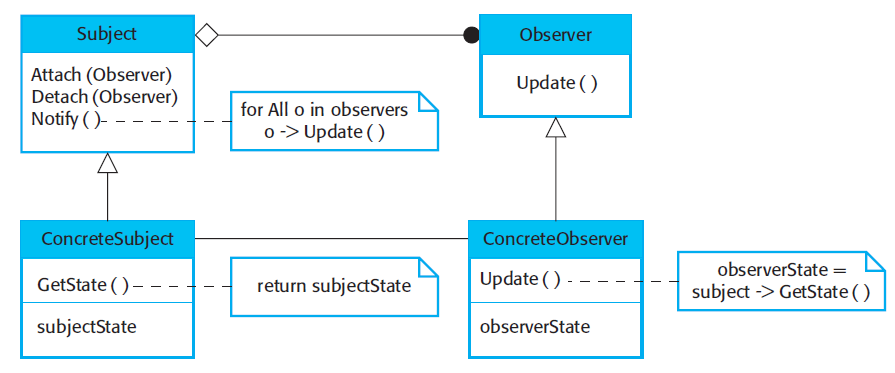 Subject
Observer
Attach (Observer)
Detach (Observer)
Notify ( )
for All o in observers
o -> Update ( )
Update ( )
ConcreteSubject
GetState ( )
subjectState
return subjectState
ConcreteObserver
Update ( )
observerState
observerState =
subject -> GetState ( )